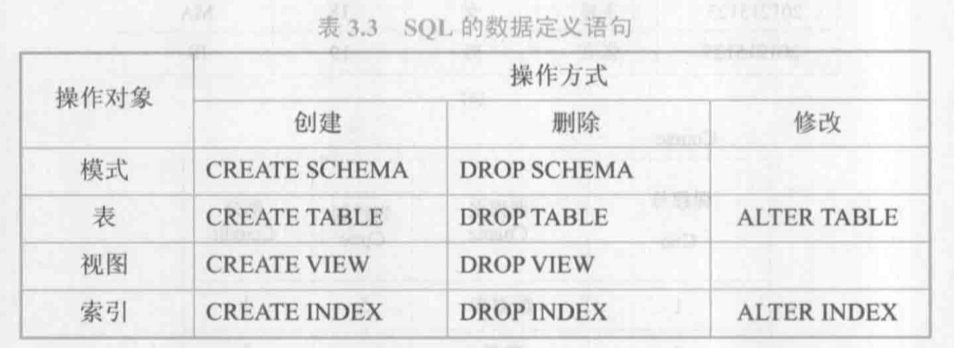 表 3.3 SQL 的数据定义语句
操作对象 操作方式
创建 删除 修改
模式 CREATE SCHEMA DROP SCHEMA
表 CREATE TABLE DROP TABLE ALTER TABLE
视图 CREATE VIEW DROP VIEW
索引 CREATE INDEX DROP INDEX ALTER INDEX